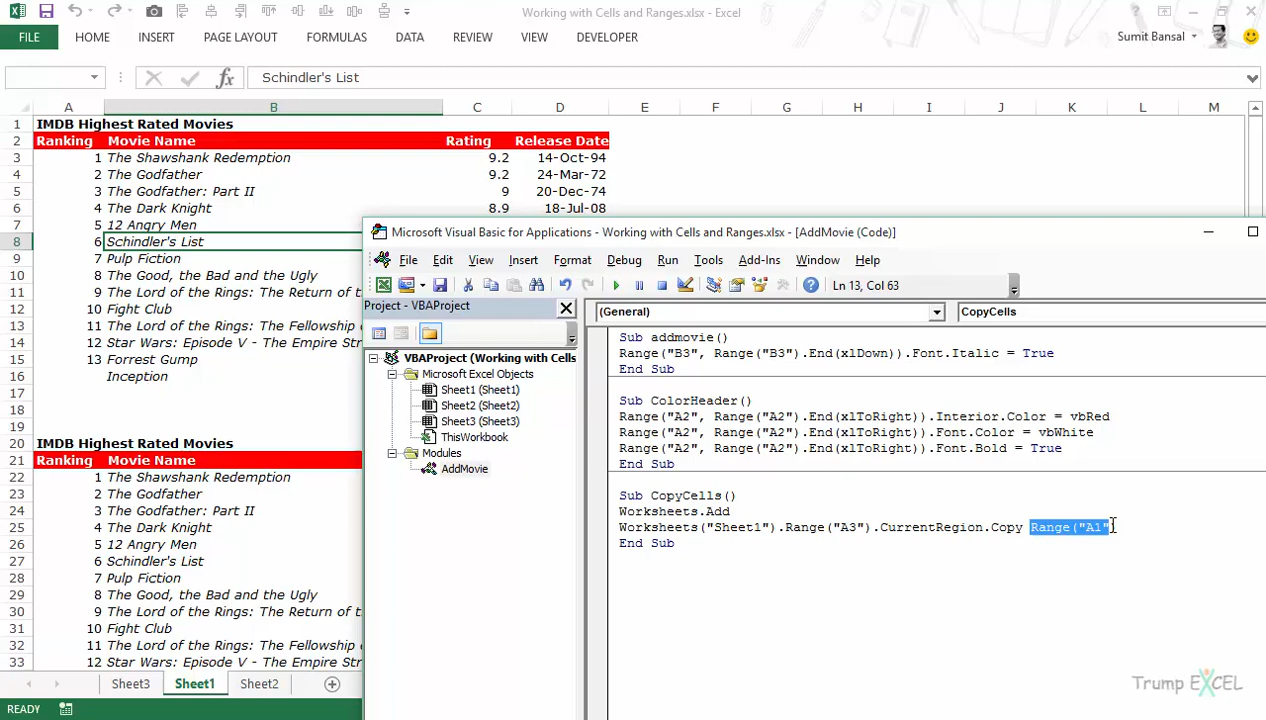 Working with Cells and Ranges.xlsx - Excel
FILE HOME INSERT PAGE LAYOUT FORMULAS DATA REVIEW VIEW DEVELOPER Sumit Bansal
fx Schindler's List
A B C D E F G H I J K L M
1 IMDB Highest Rated Movies
2 Ranking Movie Name Rating Release Date
3 1 The Shawshank Redemption 9.2 14-Oct-94
4 2 The Godfather 9.2 24-Mar-72
5 3 The Godfather: Part II 9 20-Dec-74
6 4 The Dark Knight 8.9 18-Jul-08
7 5 12 Angry Men
8 6 Schindler's List
9 7 Pulp Fiction
10 8 The Good, the Bad and the Ugly
11 9 The Lord of the Rings: The Return of t
12 10 Fight Club
13 11 The Lord of the Rings: The Fellowship
14 12 Star Wars: Episode V - The Empire Str
15 13 Forrest Gump
16 Inception
17
18
19
20 IMDB Highest Rated Movies
21 Ranking Movie Name
22 1 The Shawshank Redemption
23 2 The Godfather
24 3 The Godfather: Part II
25 4 The Dark Knight
26 5 12 Angry Men
27 6 Schindler's List
28 7 Pulp Fiction
29 8 The Good, the Bad and the Ugly
30 9 The Lord of the Rings: The Return of t
31 10 Fight Club
32 11 The Lord of the Rings: The Fellowship
33 12 Star Wars: Episode V - The Empire Str
Sheet3 Sheet1 Sheet2
READY
Microsoft Visual Basic for Applications - Working with Cells and Ranges.xlsx - [AddMovie (Code)]
File Edit View Insert Format Debug Run Tools Add-Ins Window Help
Ln 13, Col 63
Project - VBAProject
VBAProject (Working with Cells
Microsoft Excel Objects
Sheet1 (Sheet1)
Sheet2 (Sheet2)
Sheet3 (Sheet3)
ThisWorkbook
Modules
AddMovie
(General) CopyCells
Sub addmovie()
Range("B3", Range("B3").End(xlDown)).Font.Italic = True
End Sub
Sub ColorHeader()
Range("A2", Range("A2").End(xlToRight)).Interior.Color = vbRed
Range("A2", Range("A2").End(xlToRight)).Font.Color = vbWhite
Range("A2", Range("A2").End(xlToRight)).Font.Bold = True
End Sub
Sub CopyCells()
Worksheets.Add
Worksheets("Sheet1").Range("A3").CurrentRegion.Copy Range("A1")
End Sub
Trump EXCEL